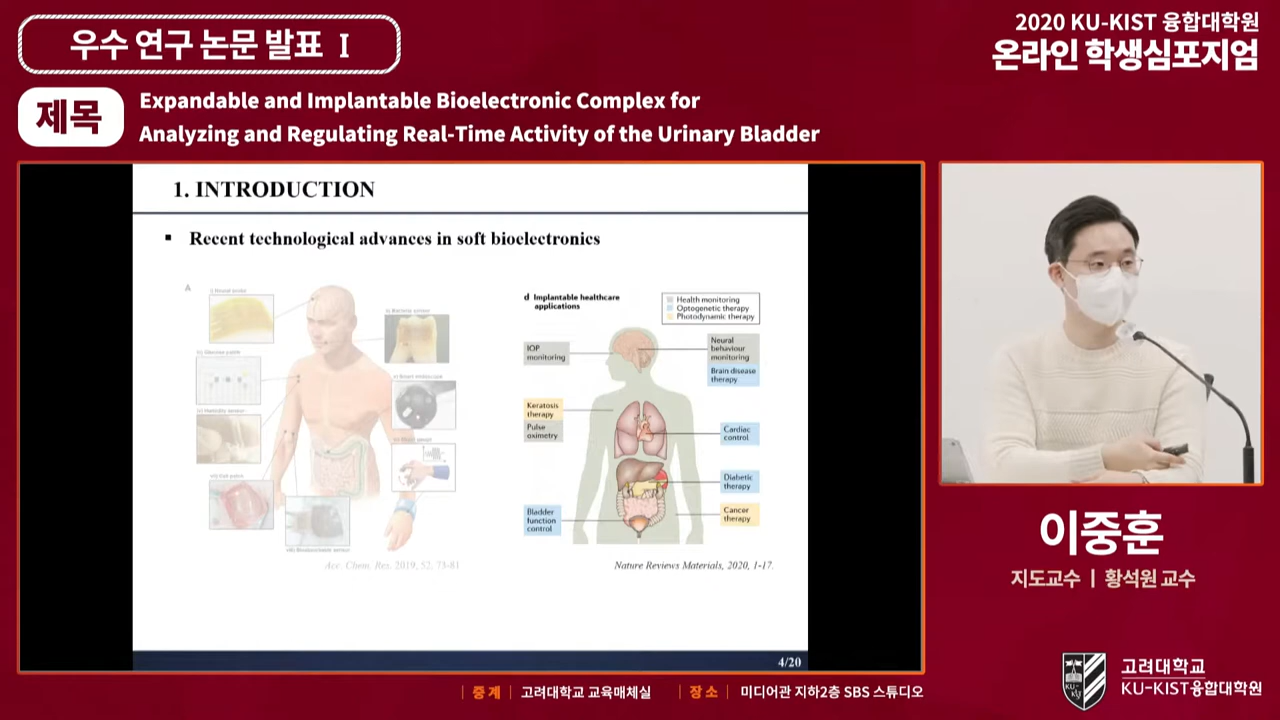 우수 연구 논문 발표 Ⅰ
2020 KU-KIST 융합대학원
온라인 학생심포지엄
제목
Expandable and Implantable Bioelectronic Complex for
Analyzing and Regulating Real-Time Activity of the Urinary Bladder
1. INTRODUCTION
▪ Recent technological advances in soft bioelectronics
A
d Implantable healthcare
applications
Health monitoring
Optogenetic therapy
Photodynamic therapy
IOP
monitoring
Neural
behaviour
monitoring
Brain disease
therapy
Keratosis
therapy
Pulse
oximetry
Cardiac
control
Diabetic
therapy
Bladder
function
control
Cancer
therapy
Acc. Chem. Res. 2019, 52, 73-81
Nature Reviews Materials, 2020, 1-17.
4/20
이중훈
지도교수 | 황석원 교수
KU-
KIST
고려대학교
KU-KIST융합대학원
| 중 계 | 고려대학교 교육매체실 | 장 소 | 미디어관 지하2층 SBS 스튜디오